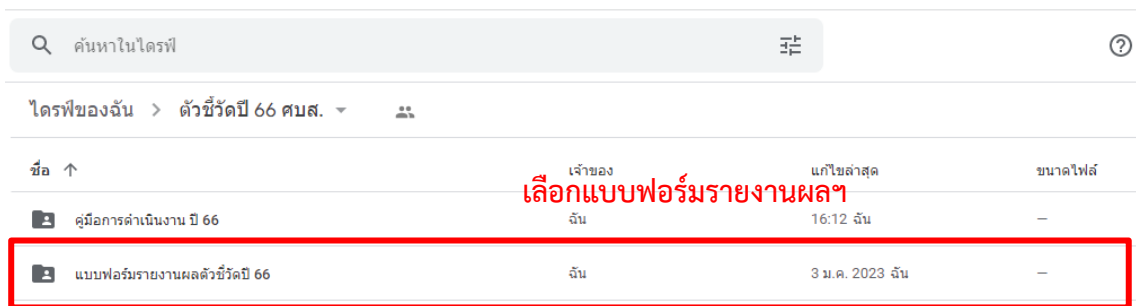 ค้นหาในไดรฟ์
ไดรฟ์ของฉัน > ตัวชี้วัดปี 66 ศบส.
ชื่อ ↑ เจ้าของ แก้ไขล่าสุด ขนาดไฟล์
เลือกแบบฟอร์มรายงานผลฯ
คู่มือการดำเนินงาน ปี 66 ฉัน 16:12 ฉัน —
แบบฟอร์มรายงานผลตัวชี้วัดปี 66 ฉัน 3 ม.ค. 2023 ฉัน —